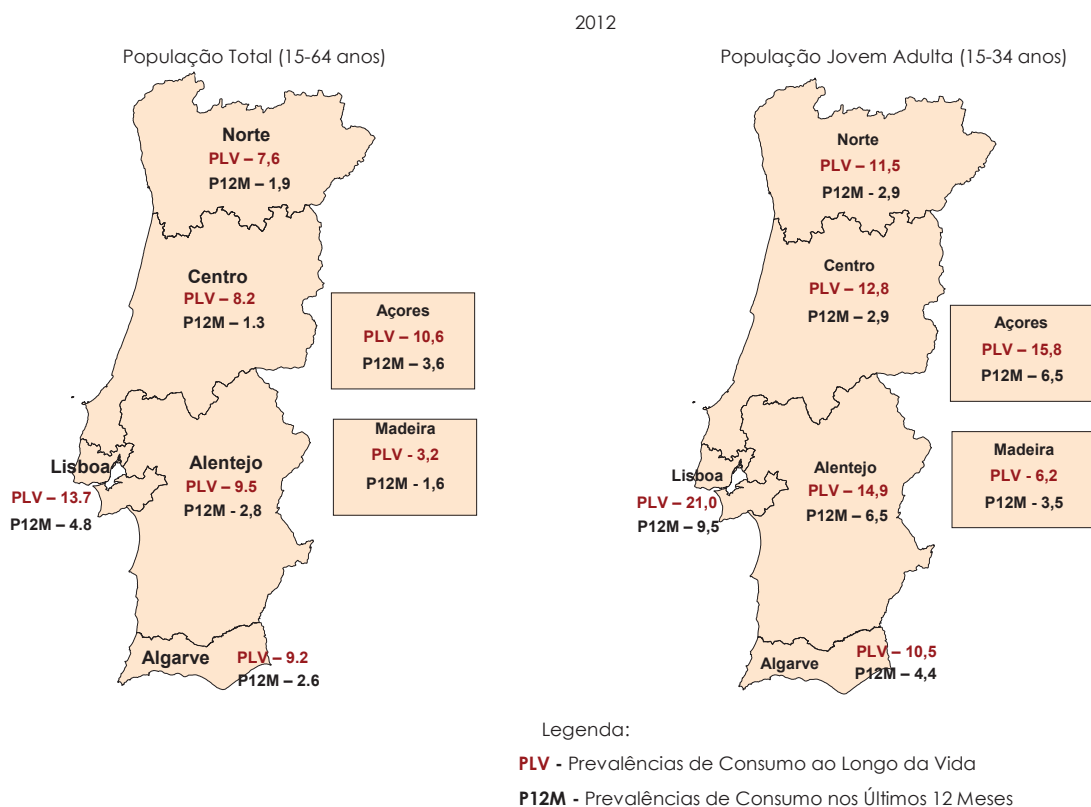 2012
População Total (15-64 anos)
Norte
PLV – 7,6
P12M – 1,9
Centro
PLV – 8.2
P12M – 1.3
Açores
PLV – 10,6
P12M – 3,6
Madeira
PLV - 3,2
P12M - 1,6
Lisboa
PLV – 13.7
P12M – 4.8
Alentejo
PLV – 9.5
P12M - 2,8
Algarve
PLV – 9.2
P12M – 2.6
População Jovem Adulta (15-34 anos)
Norte
PLV – 11,5
P12M - 2,9
Centro
PLV – 12,8
P12M – 2,9
Açores
PLV – 15,8
P12M – 6,5
Madeira
PLV - 6,2
P12M - 3,5
Lisboa
PLV – 21,0
P12M – 9,5
Alentejo
PLV – 14,9
P12M – 6,5
Algarve
PLV – 10,5
P12M – 4,4
Legenda:
PLV - Prevalências de Consumo ao Longo da Vida
P12M - Prevalências de Consumo nos Últimos 12 Meses